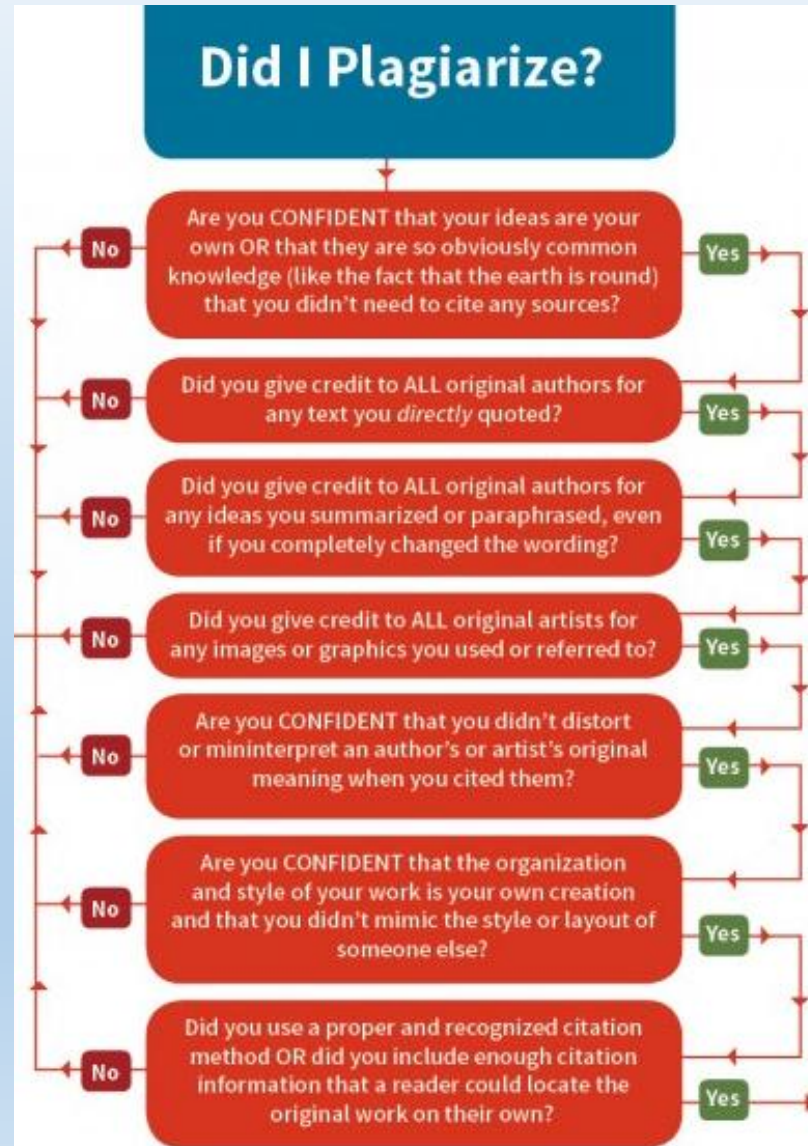 Did I Plagiarize?
Are you CONFIDENT that your ideas are your
own OR that they are so obviously common
knowledge (like the fact that the earth is round)
that you didn't need to cite any sources?
No
Yes
Did you give credit to ALL original authors for
any text you directly quoted?
No
Yes
Did you give credit to ALL original authors for
any ideas you summarized or paraphrased, even
if you completely changed the wording?
No
Yes
Did you give credit to ALL original artists for
any images or graphics you used or referred to?
No
Yes
Are you CONFIDENT that you didn't distort
or mininterpret an author's or artist's original
meaning when you cited them?
No
Yes
Are you CONFIDENT that the organization
and style of your work is your own creation
and that you didn't mimic the style or layout of
someone else?
No
Yes
Did you use a proper and recognized citation
method OR did you include enough citation
information that a reader could locate the
original work on their own?
No
Yes